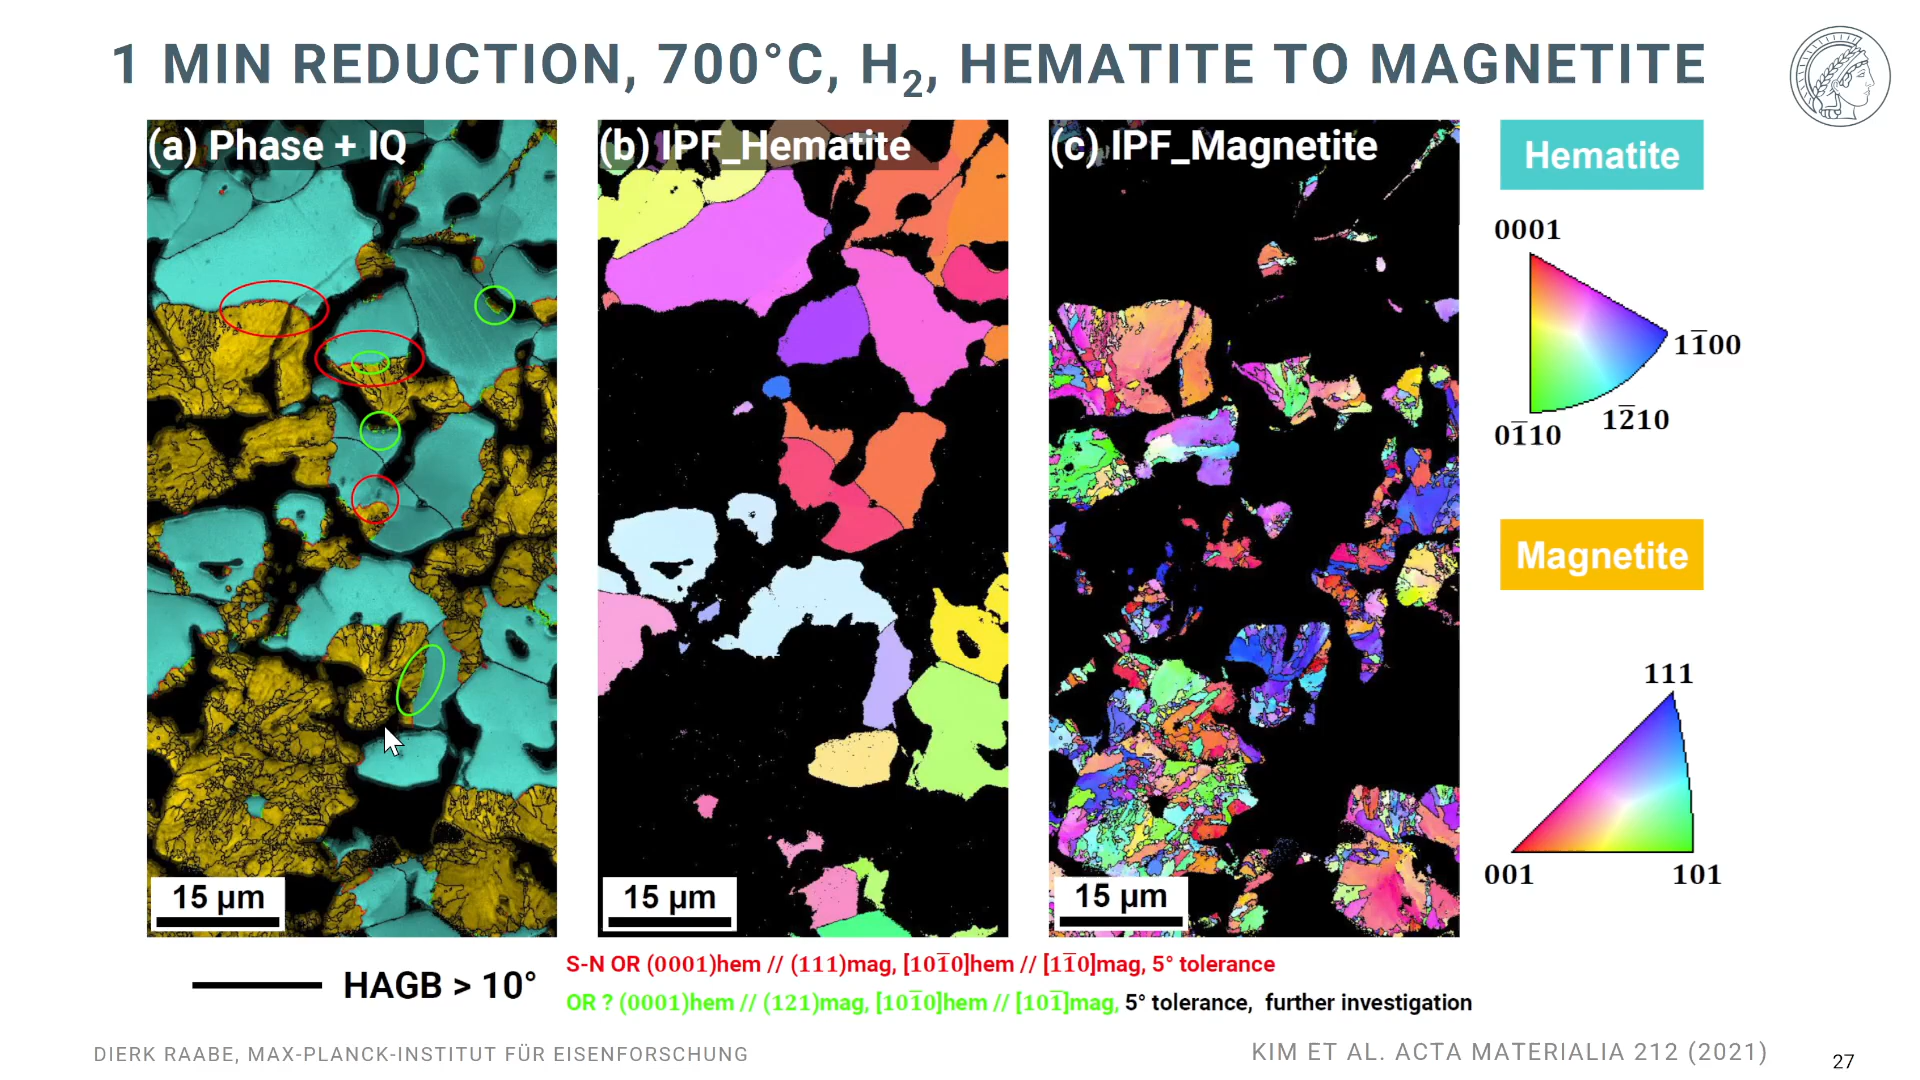 1 MIN REDUCTION, 700°C, H₂, HEMATITE TO MAGNETITE
(a) Phase + IQ
(b) IPF_Hematite
(c) IPF_Magnetite
Hematite
0001
11̅00
12̅10
01̅10
Magnetite
111
001
101
15 µm
15 µm
15 µm
HAGB > 10°
S-N OR (0001)hem // (111)mag, [101̅0]hem // [11̅0]mag, 5° tolerance
OR ? (0001)hem // (121)mag, [101̅0]hem // [101̅]mag, 5° tolerance, further investigation
DIERK RAABE, MAX-PLANCK-INSTITUT FÜR EISENFORSCHUNG
KIM ET AL. ACTA MATERIALIA 212 (2021)
27